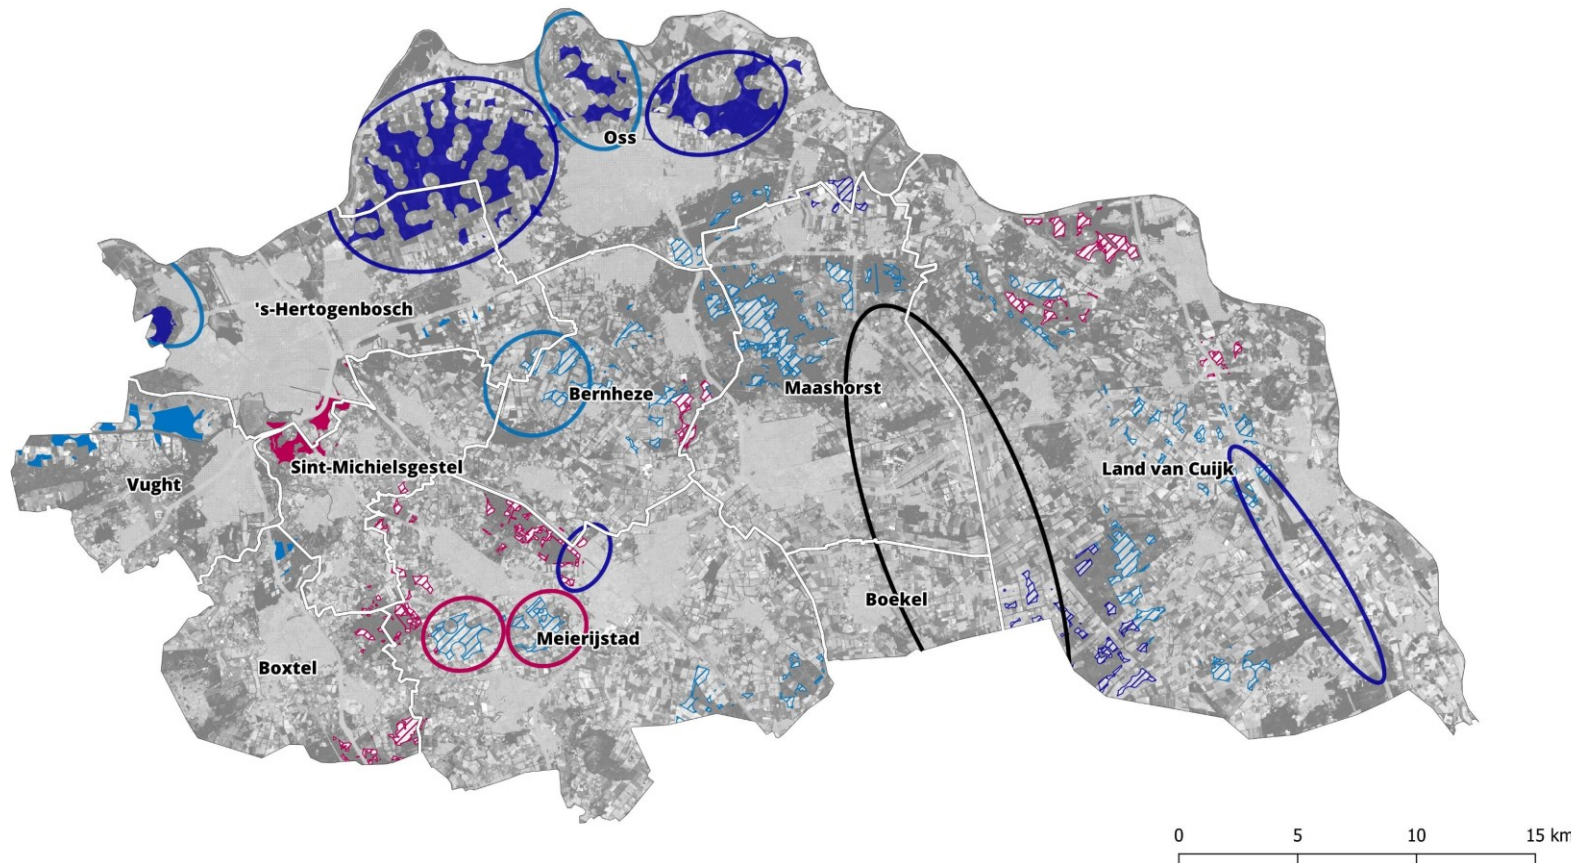 Oss
's-Hertogenbosch
Bernheze
Maashorst
Sint-Michielsgestel
Land van Cuijk
Vught
Boekel
Meierijstad
Boxtel
0 5 10 15 km